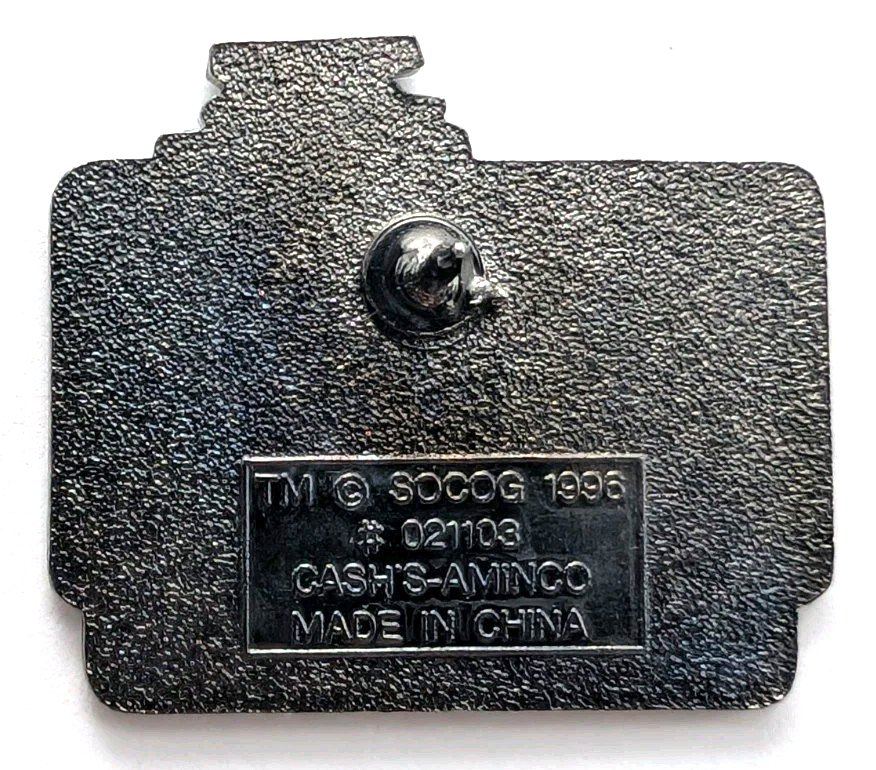 TM © SOCOG 1996
# 021103
CASH'S-AMINCO
MADE IN CHINA